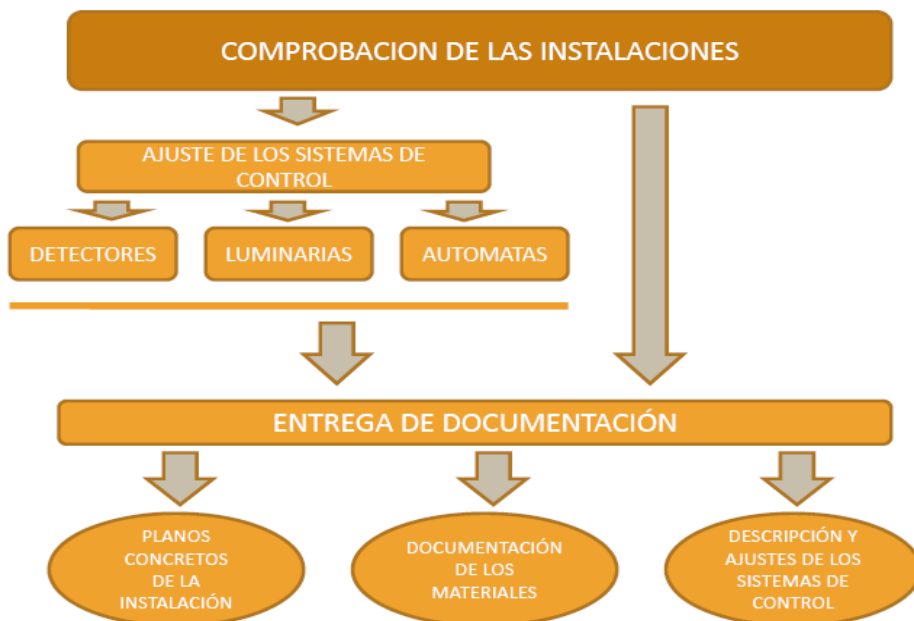 COMPROBACION DE LAS INSTALACIONES
AJUSTE DE LOS SISTEMAS DE
CONTROL
DETECTORES
LUMINARIAS
AUTOMATAS
ENTREGA DE DOCUMENTACIÓN
PLANOS
CONCRETOS
DE LA
INSTALACIÓN
DOCUMENTACIÓN
DE LOS
MATERIALES
DESCRIPCIÓN Y
AJUSTES DE LOS
SISTEMAS DE
CONTROL